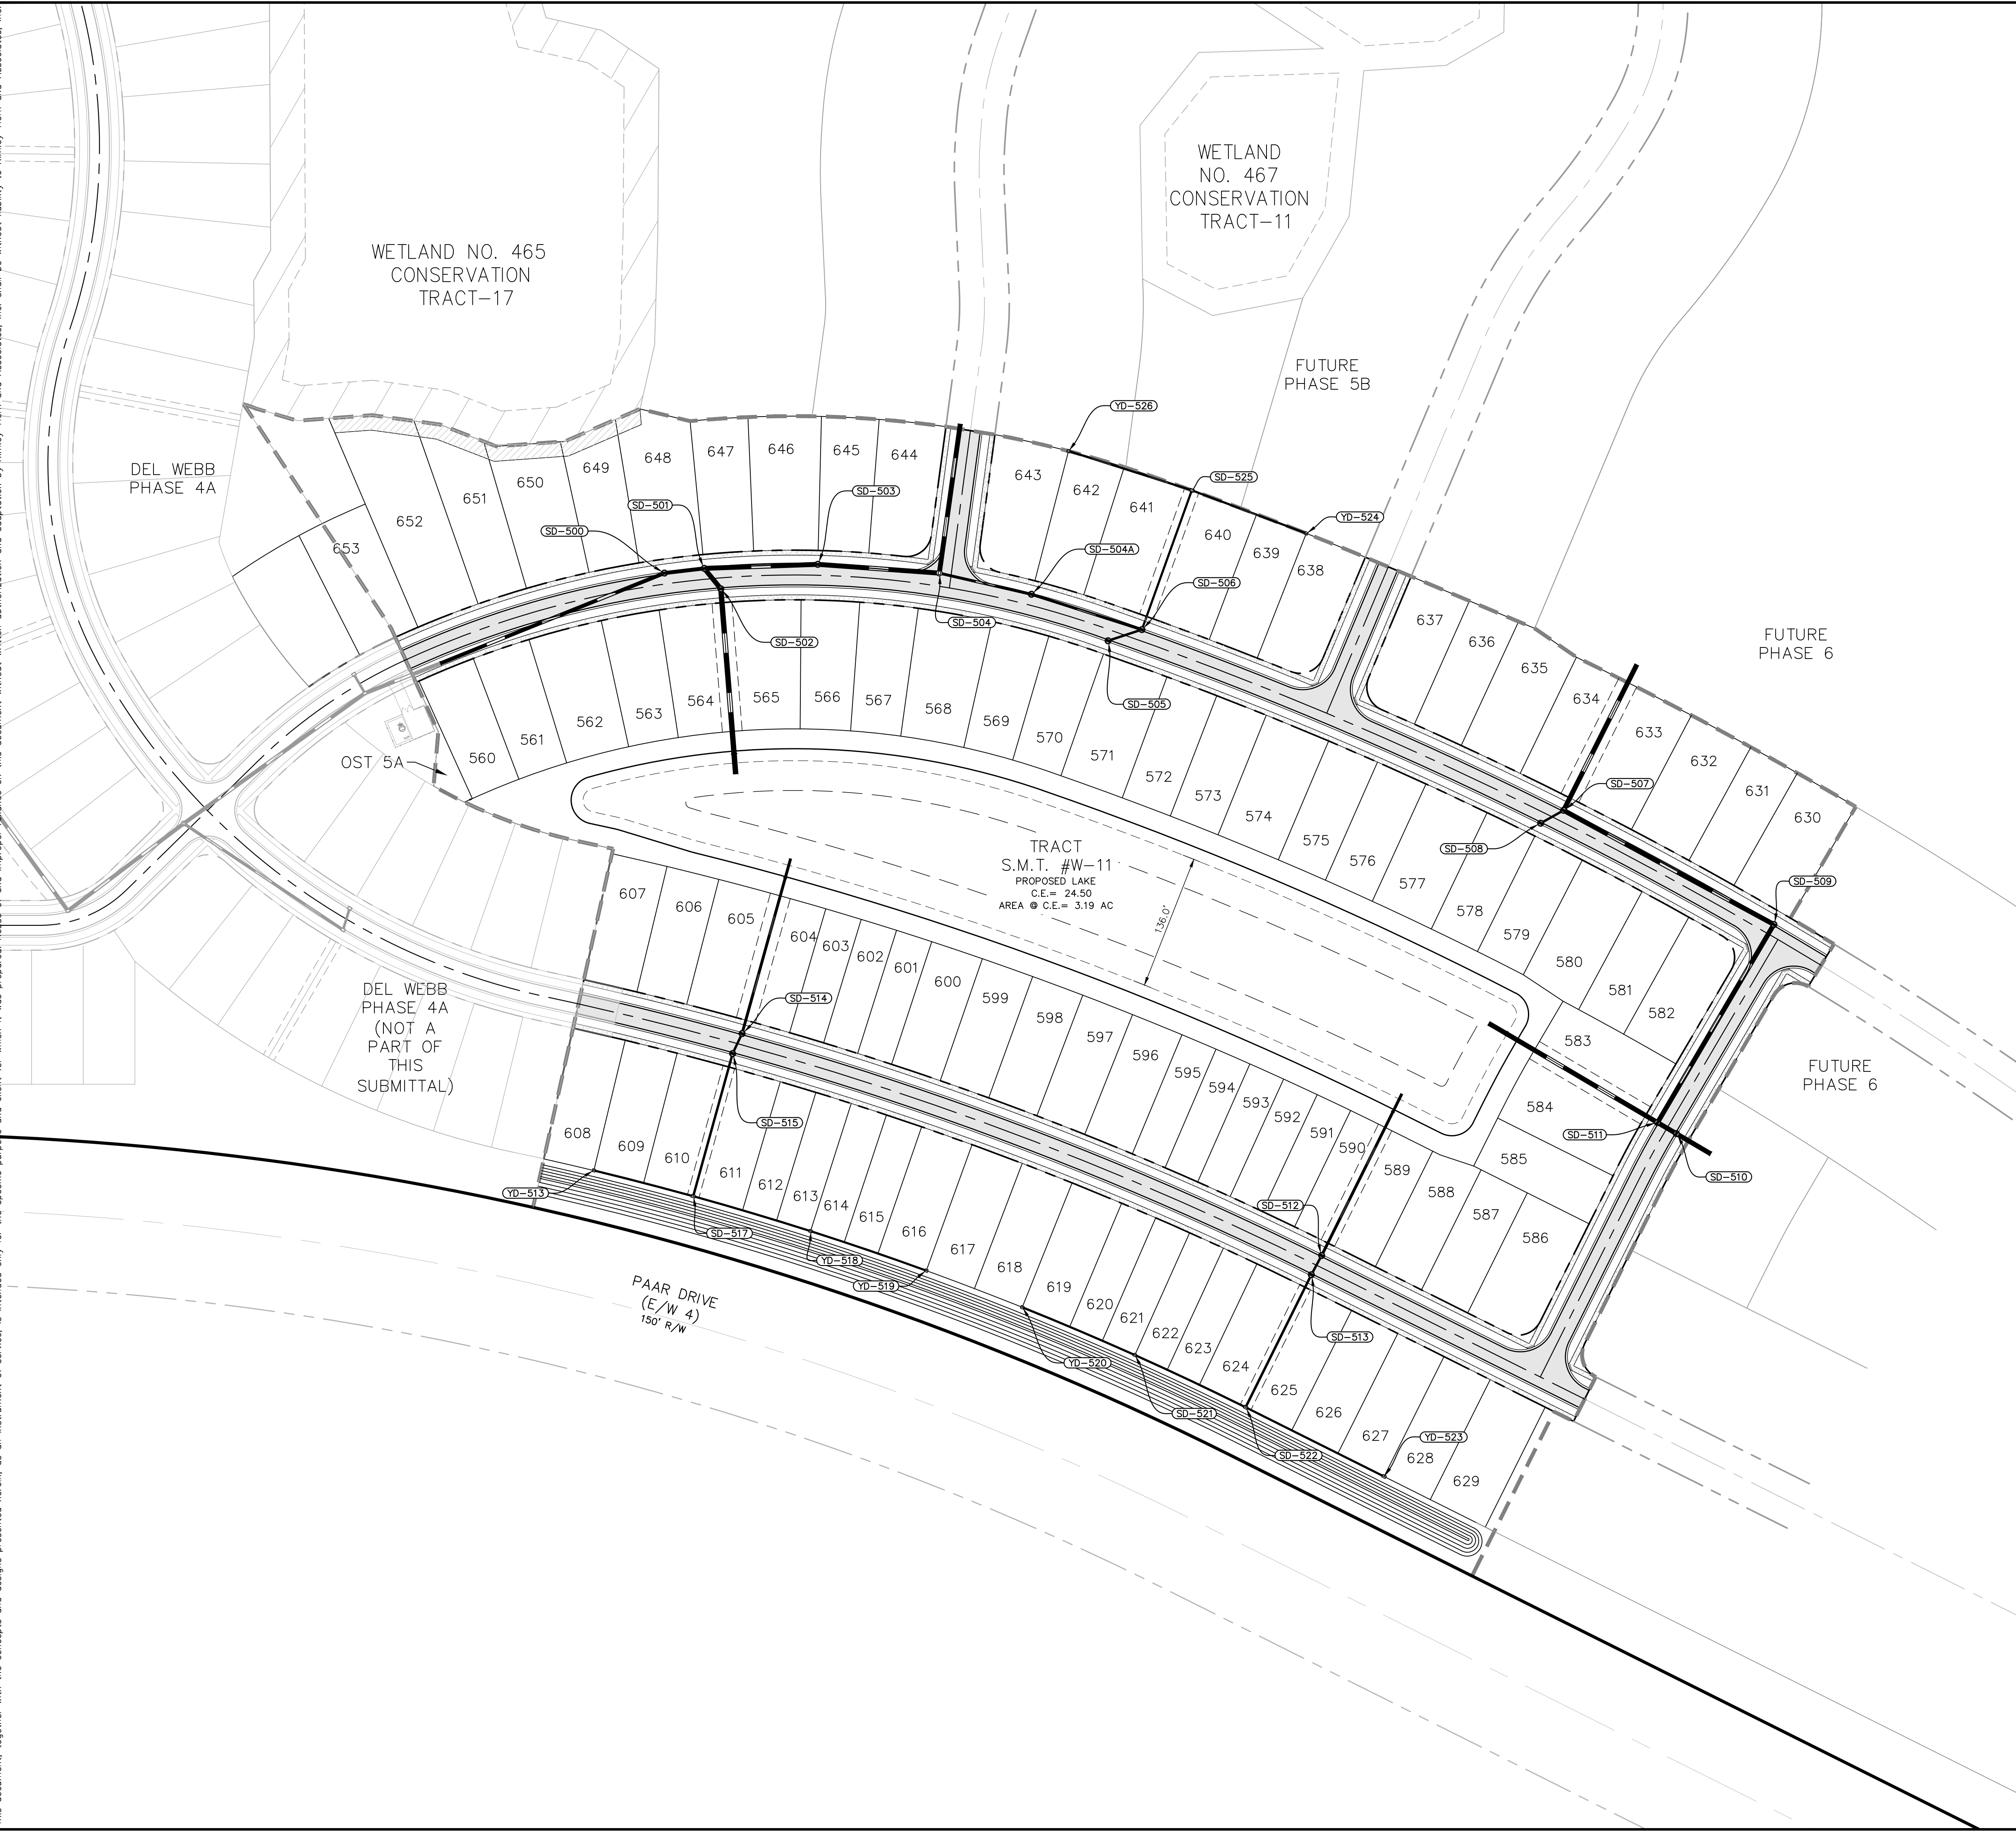 WETLAND
NO. 467
CONSERVATION
TRACT-11
WETLAND NO. 465
CONSERVATION
TRACT-17
FUTURE
PHASE 5B
YD-526
DEL WEBB
PHASE 4A
647
646
645
644
648
649
650
651
652
653
643
642
641
640
639
638
SD-525
YD-524
SD-503
SD-501
SD-500
SD-504A
SD-506
SD-504
SD-502
SD-505
637
636
635
634
633
632
631
630
FUTURE
PHASE 6
560
561
562
563
564
565
566
567
568
569
570
571
572
573
574
575
576
577
578
579
580
581
582
583
584
585
586
587
588
589
590
591
592
593
594
595
596
597
598
599
600
601
602
603
604
605
606
607
OST 5A
SD-507
SD-508
SD-509
TRACT
S.M.T. #W-11
PROPOSED LAKE
C.E.= 24.50
AREA @ C.E.= 3.19 AC
136.0'
DEL WEBB
PHASE 4A
(NOT A
PART OF
THIS
SUBMITTAL)
SD-514
SD-515
FUTURE
PHASE 6
SD-511
SD-510
608
609
610
611
612
613
614
615
616
617
618
619
620
621
622
623
624
625
626
627
628
629
YD-513
SD-517
YD-518
YD-519
SD-512
SD-513
YD-520
SD-521
SD-522
YD-523
PAAR DRIVE
(E/W 4)
150' R/W